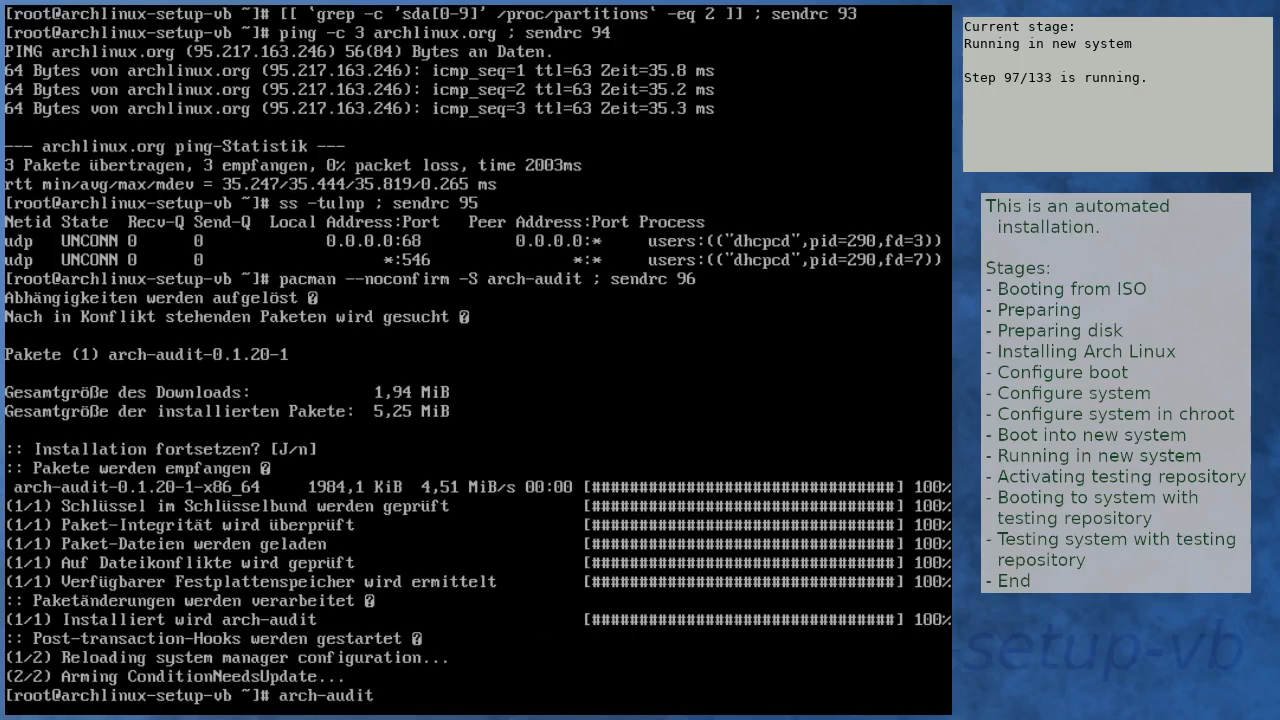 [root@archlinux-setup-vb ~]# [[ `grep -c 'sda[0-9]' /proc/partitions` -eq 2 ]] ; sendrc 93
[root@archlinux-setup-vb ~]# ping -c 3 archlinux.org ; sendrc 94
PING archlinux.org (95.217.163.246) 56(84) Bytes an Daten.
64 Bytes von archlinux.org (95.217.163.246): icmp_seq=1 ttl=63 Zeit=35.8 ms
64 Bytes von archlinux.org (95.217.163.246): icmp_seq=2 ttl=63 Zeit=35.2 ms
64 Bytes von archlinux.org (95.217.163.246): icmp_seq=3 ttl=63 Zeit=35.3 ms
--- archlinux.org ping-Statistik ---
3 Pakete übertragen, 3 empfangen, 0% packet loss, time 2003ms
rtt min/avg/max/mdev = 35.247/35.444/35.819/0.265 ms
[root@archlinux-setup-vb ~]# ss -tulnp ; sendrc 95
Netid State  Recv-Q Send-Q  Local Address:Port   Peer Address:Port Process
udp   UNCONN 0      0             0.0.0.0:68          0.0.0.0:*     users:(("dhcpcd",pid=290,fd=3))
udp   UNCONN 0      0                   *:546               *:*     users:(("dhcpcd",pid=290,fd=7))
[root@archlinux-setup-vb ~]# pacman --noconfirm -S arch-audit ; sendrc 96
Abhängigkeiten werden aufgelöst �
Nach in Konflikt stehenden Paketen wird gesucht �
Pakete (1) arch-audit-0.1.20-1
Gesamtgröße des Downloads:             1,94 MiB
Gesamtgröße der installierten Pakete:  5,25 MiB
:: Installation fortsetzen? [J/n]
:: Pakete werden empfangen �
arch-audit-0.1.20-1-x86_64     1984,1 KiB  4,51 MiB/s 00:00 [################################] 100%
(1/1) Schlüssel im Schlüsselbund werden geprüft [################################] 100%
(1/1) Paket-Integrität wird überprüft [################################] 100%
(1/1) Paket-Dateien werden geladen [################################] 100%
(1/1) Auf Dateikonflikte wird geprüft [################################] 100%
(1/1) Verfügbarer Festplattenspeicher wird ermittelt [################################] 100%
:: Paketänderungen werden verarbeitet �
(1/1) Installiert wird arch-audit [################################] 100%
:: Post-transaction-Hooks werden gestartet �
(1/2) Reloading system manager configuration...
(2/2) Arming ConditionNeedsUpdate...
[root@archlinux-setup-vb ~]# arch-audit
Current stage:
Running in new system
Step 97/133 is running.
This is an automated
installation.
Stages:
- Booting from ISO
- Preparing
- Preparing disk
- Installing Arch Linux
- Configure boot
- Configure system
- Configure system in chroot
- Boot into new system
- Running in new system
- Activating testing repository
- Booting to system with
testing repository
- Testing system with testing
repository
- End
setup-vb